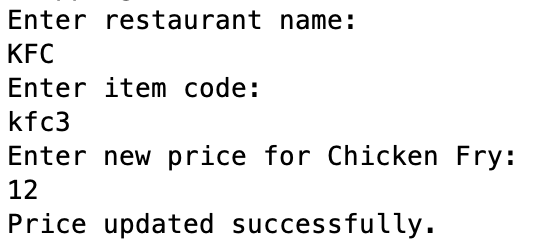 Enter restaurant name:
KFC
Enter item code:
kfc3
Enter new price for Chicken Fry:
12
Price updated successfully.